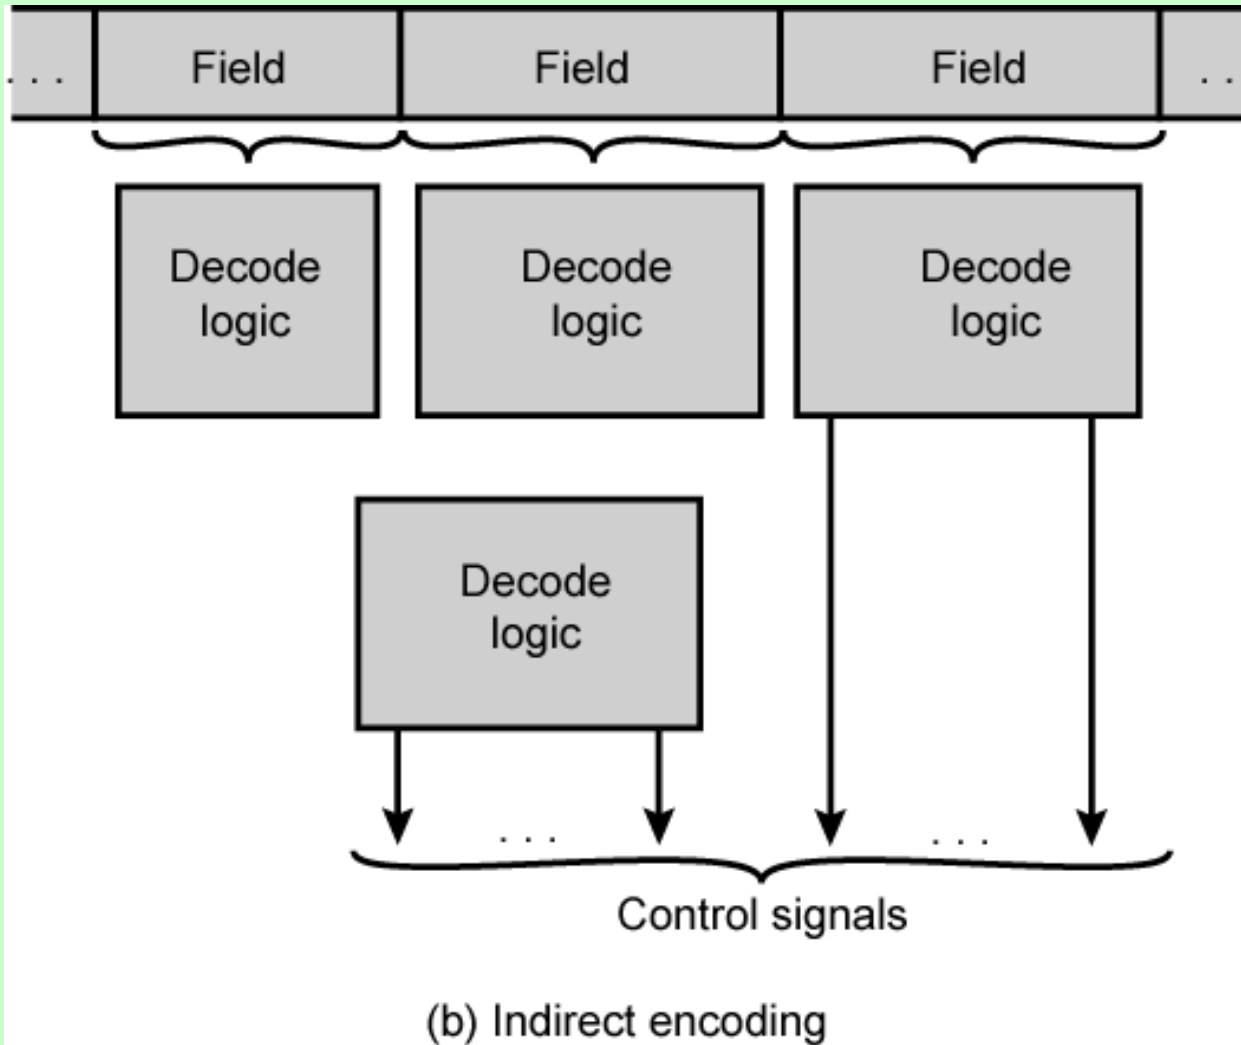 . . . Field Field Field . .
Decode Decode Decode
logic logic logic
Decode
logic
. . . . . .
Control signals
(b) Indirect encoding